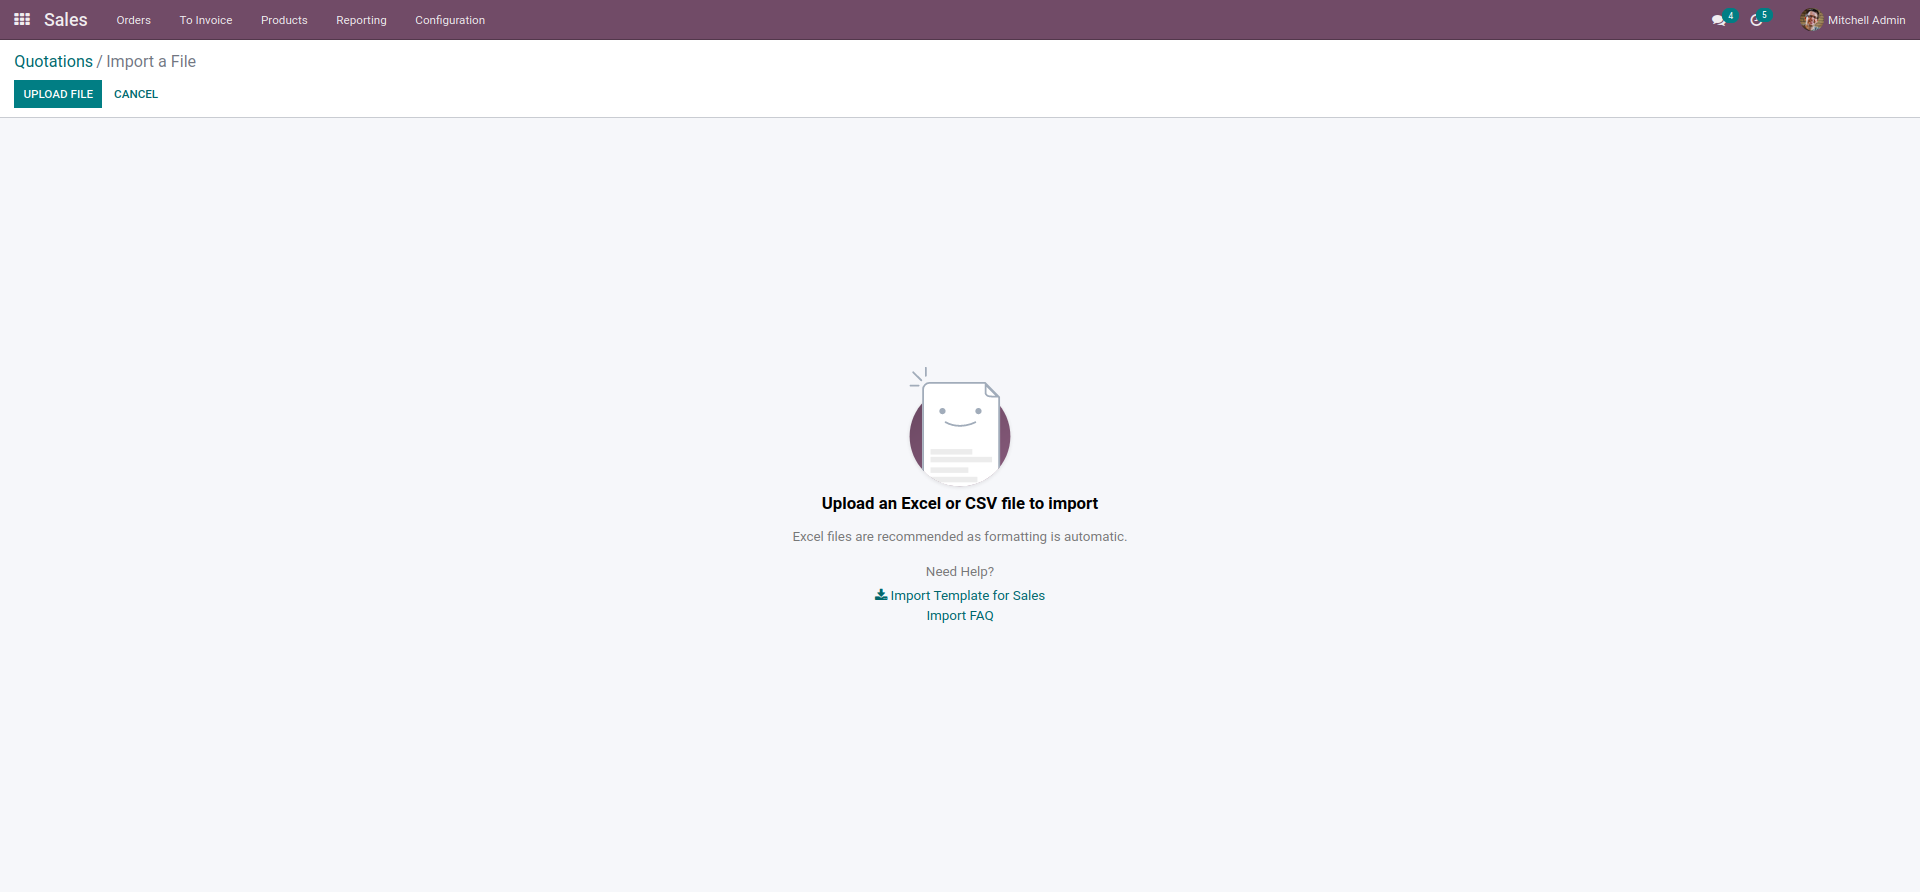 Sales Orders To Invoice Products Reporting Configuration 4 5 Mitchell Admin
Quotations / Import a File
UPLOAD FILE CANCEL
Upload an Excel or CSV file to import
Excel files are recommended as formatting is automatic.
Need Help?
Import Template for Sales
Import FAQ